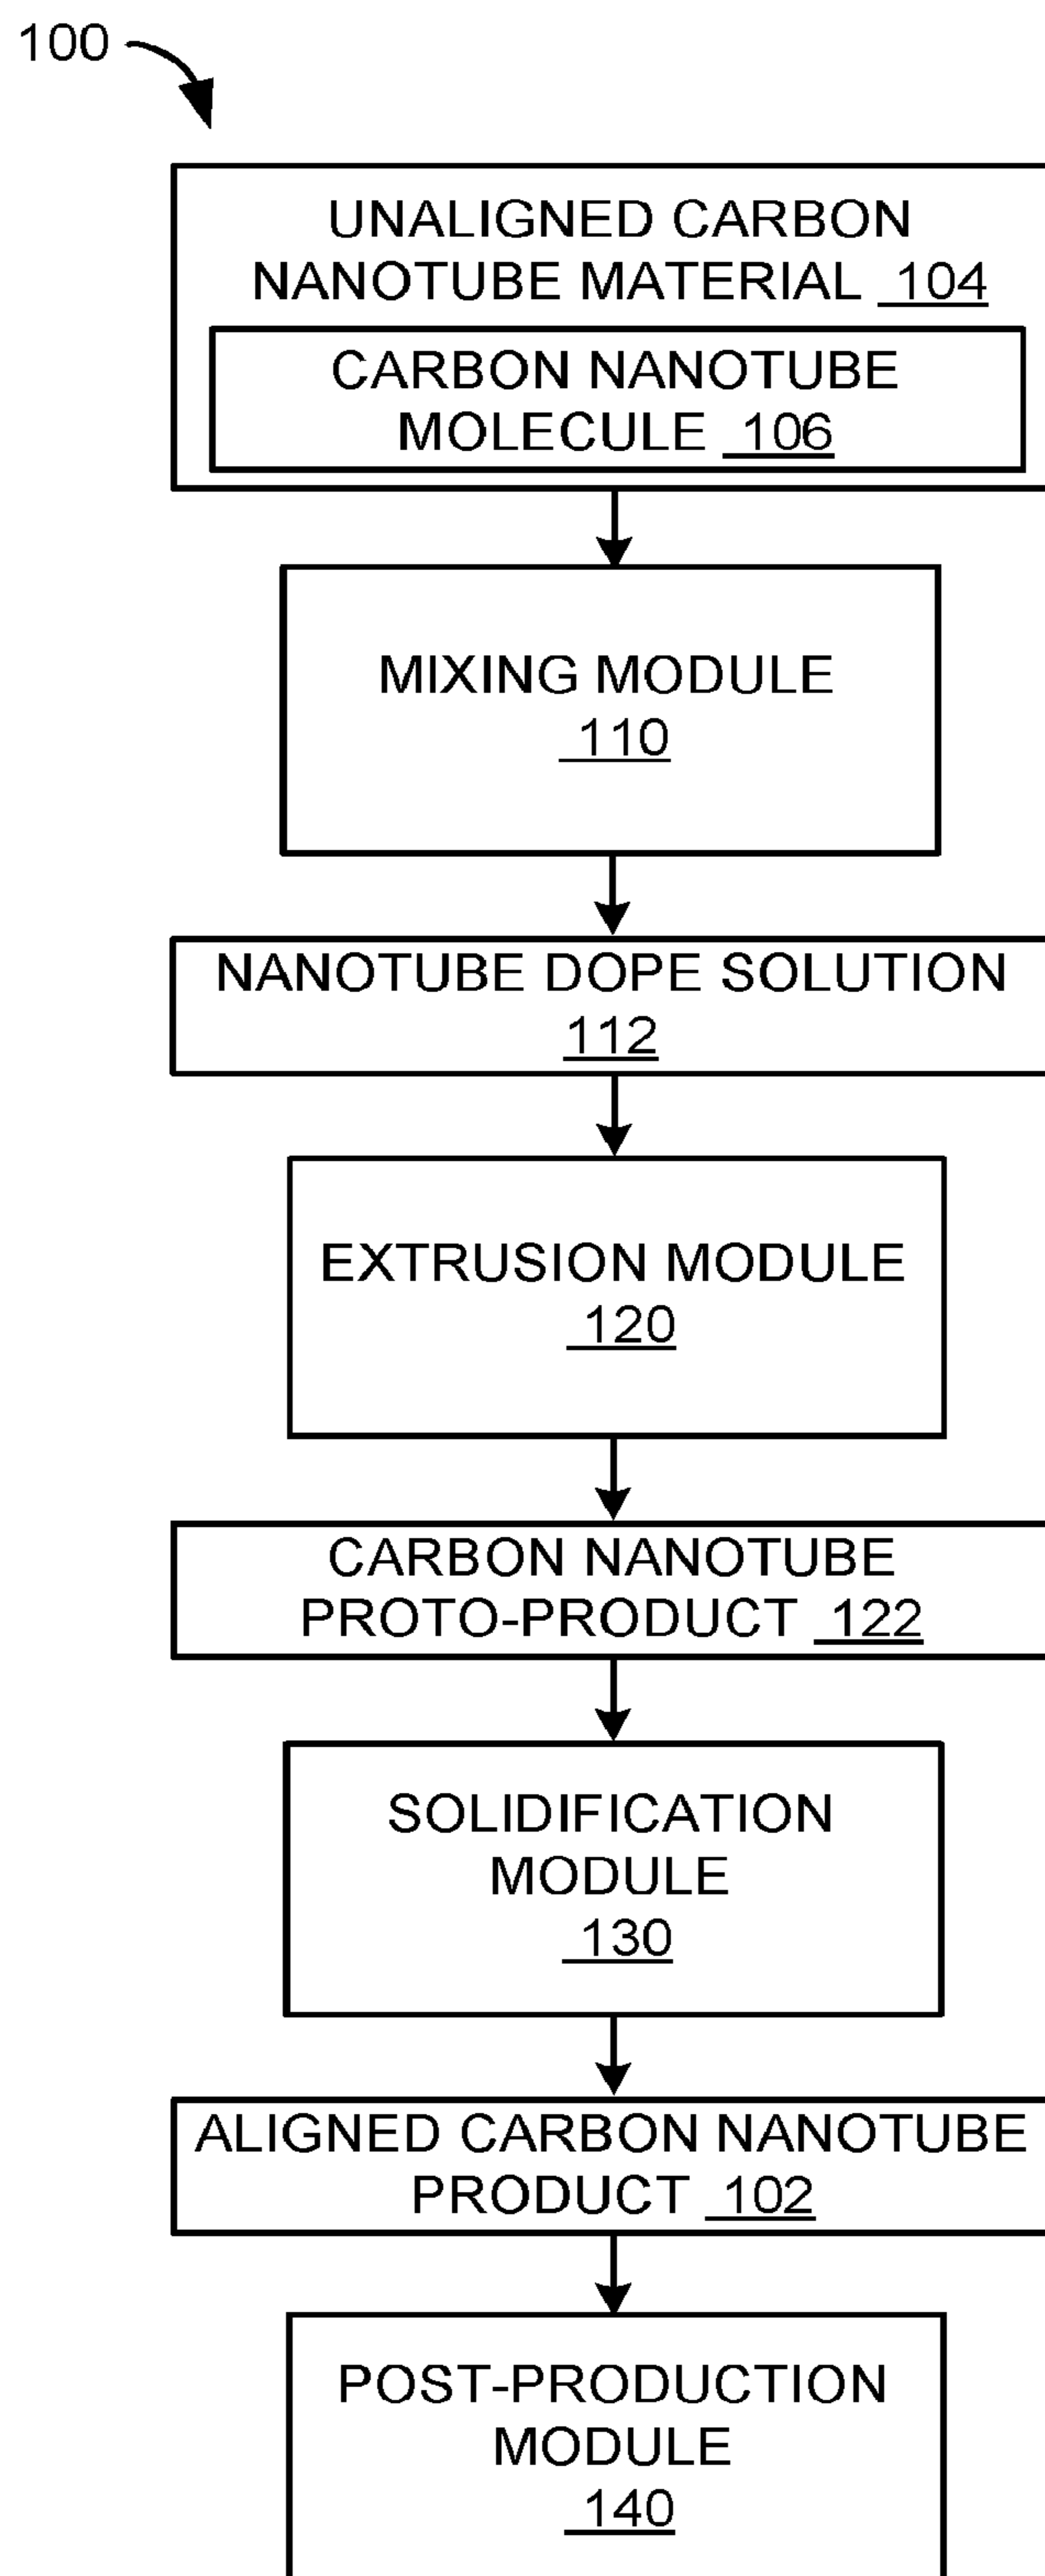 100
UNALIGNED CARBON
NANOTUBE MATERIAL 104
CARBON NANOTUBE
MOLECULE 106
MIXING MODULE
110
NANOTUBE DOPE SOLUTION
112
EXTRUSION MODULE
120
CARBON NANOTUBE
PROTO-PRODUCT 122
SOLIDIFICATION
MODULE
130
ALIGNED CARBON NANOTUBE
PRODUCT 102
POST-PRODUCTION
MODULE
140